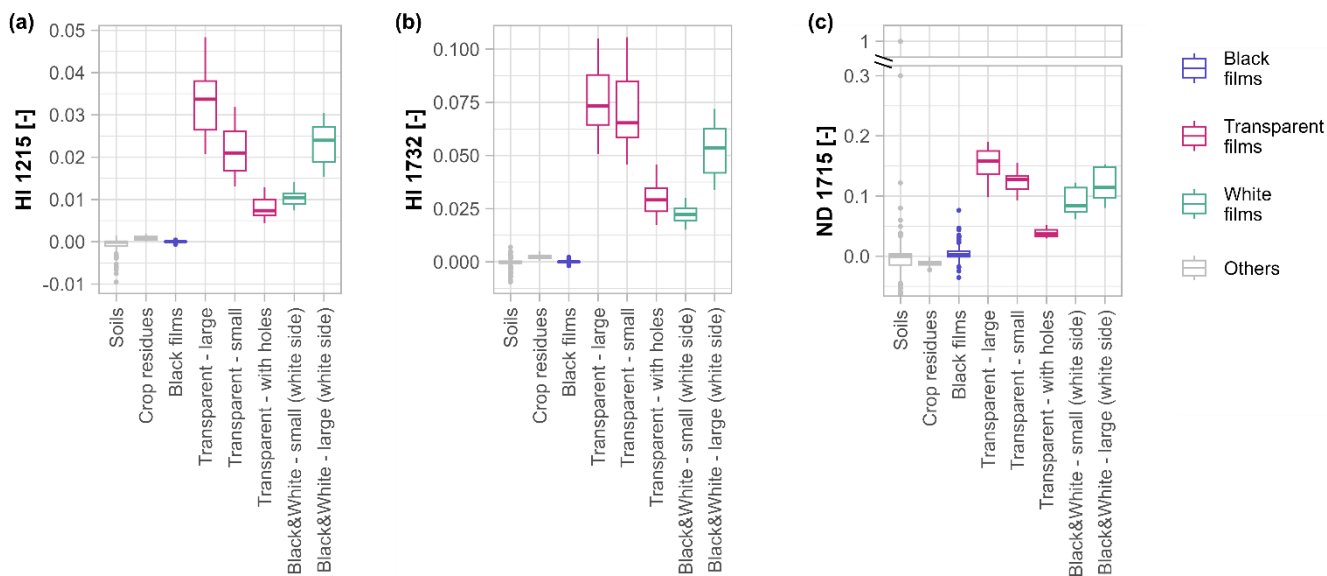 (a)
HI 1215 [-]
0.05
0.04
0.03
0.02
0.01
0.00
-0.01
Soils
Crop residues
Black films
Transparent - large
Transparent - small
Transparent - with holes
Black&White - small (white side)
Black&White - large (white side)
(b)
HI 1732 [-]
0.100
0.075
0.050
0.025
0.000
Soils
Crop residues
Black films
Transparent - large
Transparent - small
Transparent - with holes
Black&White - small (white side)
Black&White - large (white side)
(c)
ND 1715 [-]
1
0.3
0.2
0.1
0.0
Soils
Crop residues
Black films
Transparent - large
Transparent - small
Transparent - with holes
Black&White - small (white side)
Black&White - large (white side)
Black
films
Transparent
films
White
films
Others